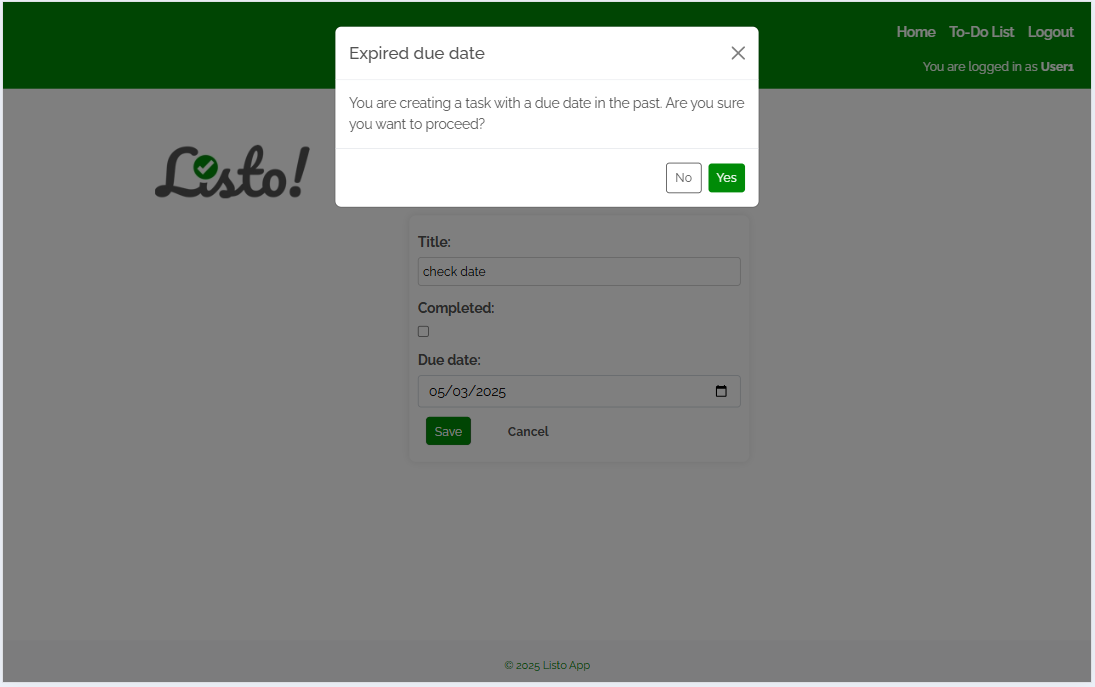 Home To-Do List Logout
You are logged in as User1
Expired due date
You are creating a task with a due date in the past. Are you sure
you want to proceed?
No Yes
Listo!
Title:
check date
Completed:
Due date:
05/03/2025
Save Cancel
© 2025 Listo App